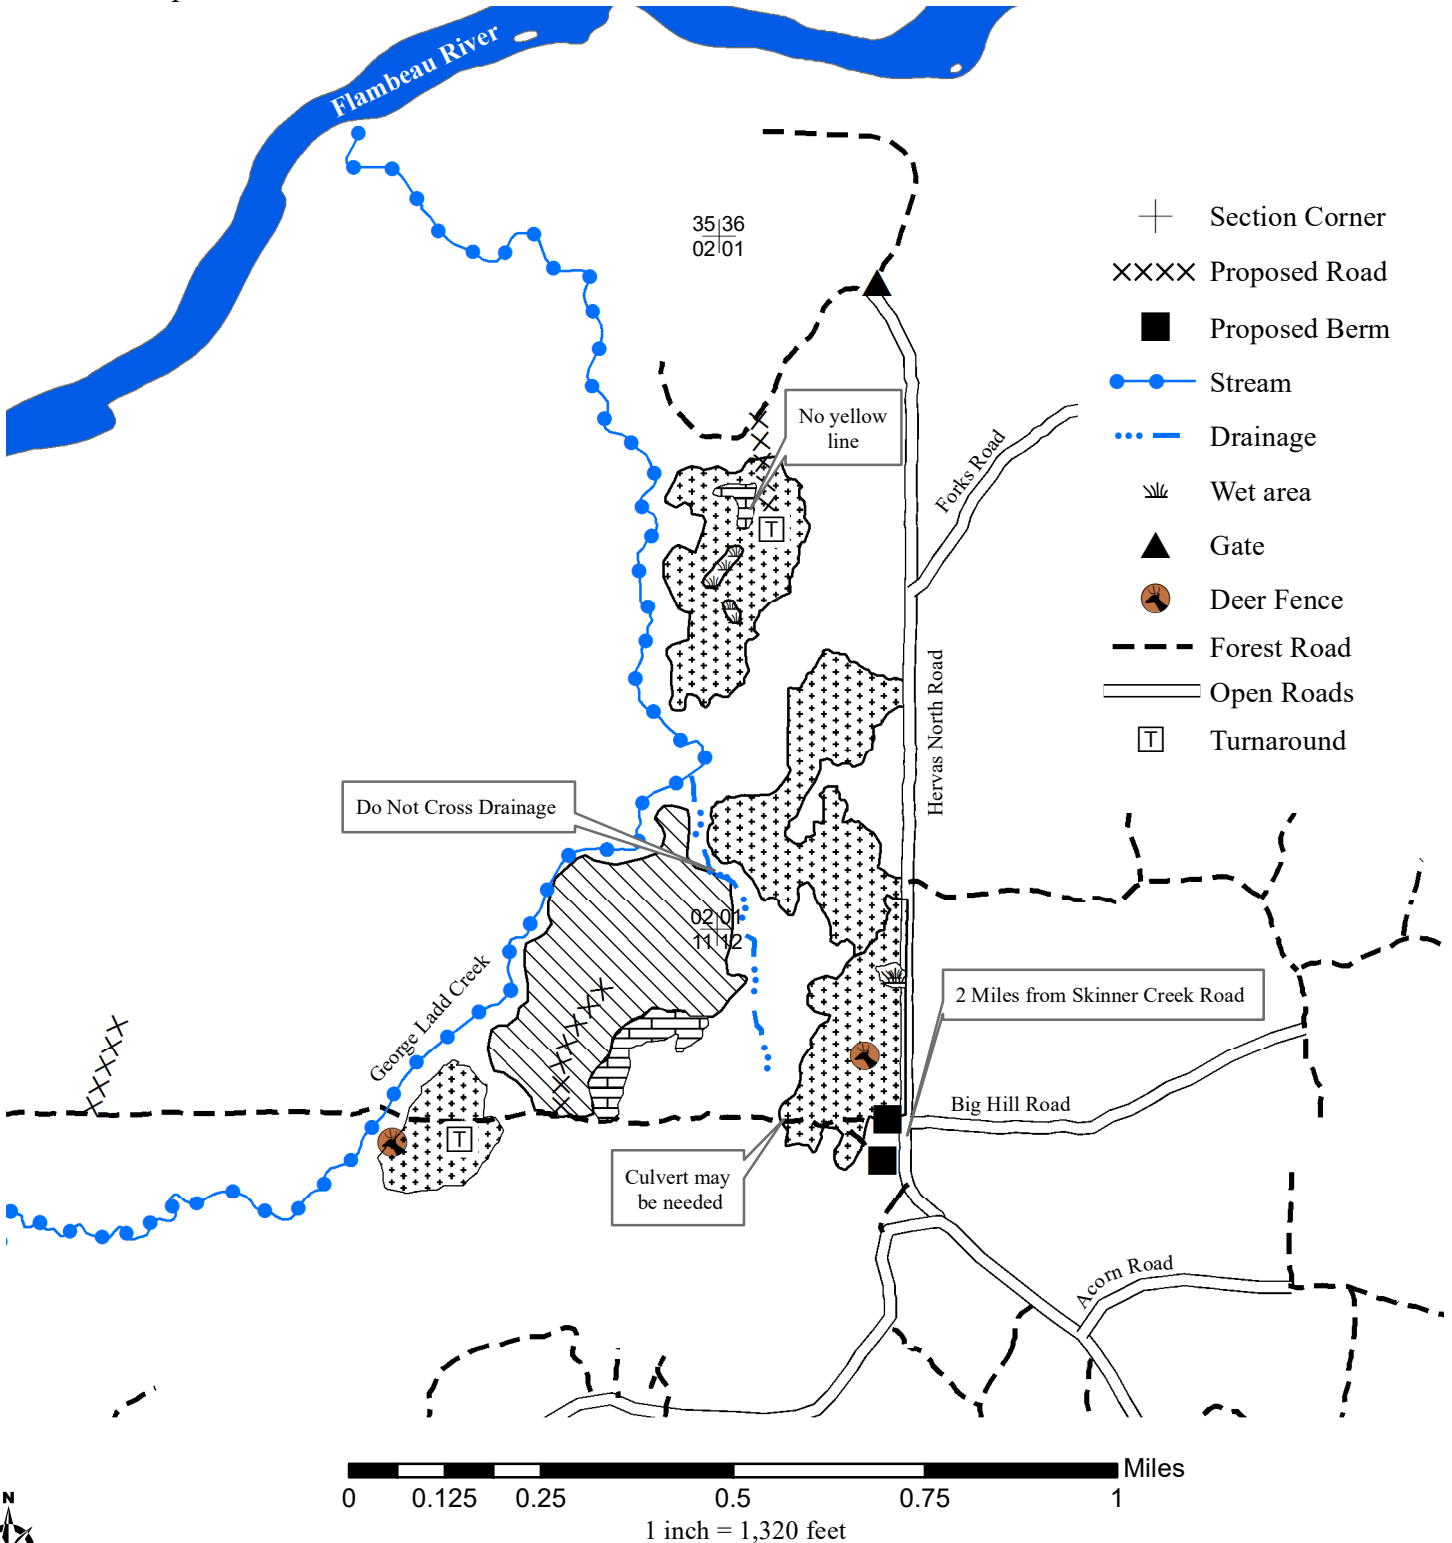 Flambeau River
35 36
02 01
Section Corner
Proposed Road
Proposed Berm
Stream
Drainage
Wet area
Gate
Deer Fence
Forest Road
Open Roads
T Turnaround
No yellow
line
T
Forks Road
Hervas North Road
Do Not Cross Drainage
02 01
11 12
George Ladd Creek
2 Miles from Skinner Creek Road
Big Hill Road
T
Culvert may
be needed
Acorn Road
Miles
0 0.125 0.25 0.5 0.75 1
1 inch = 1,320 feet
N